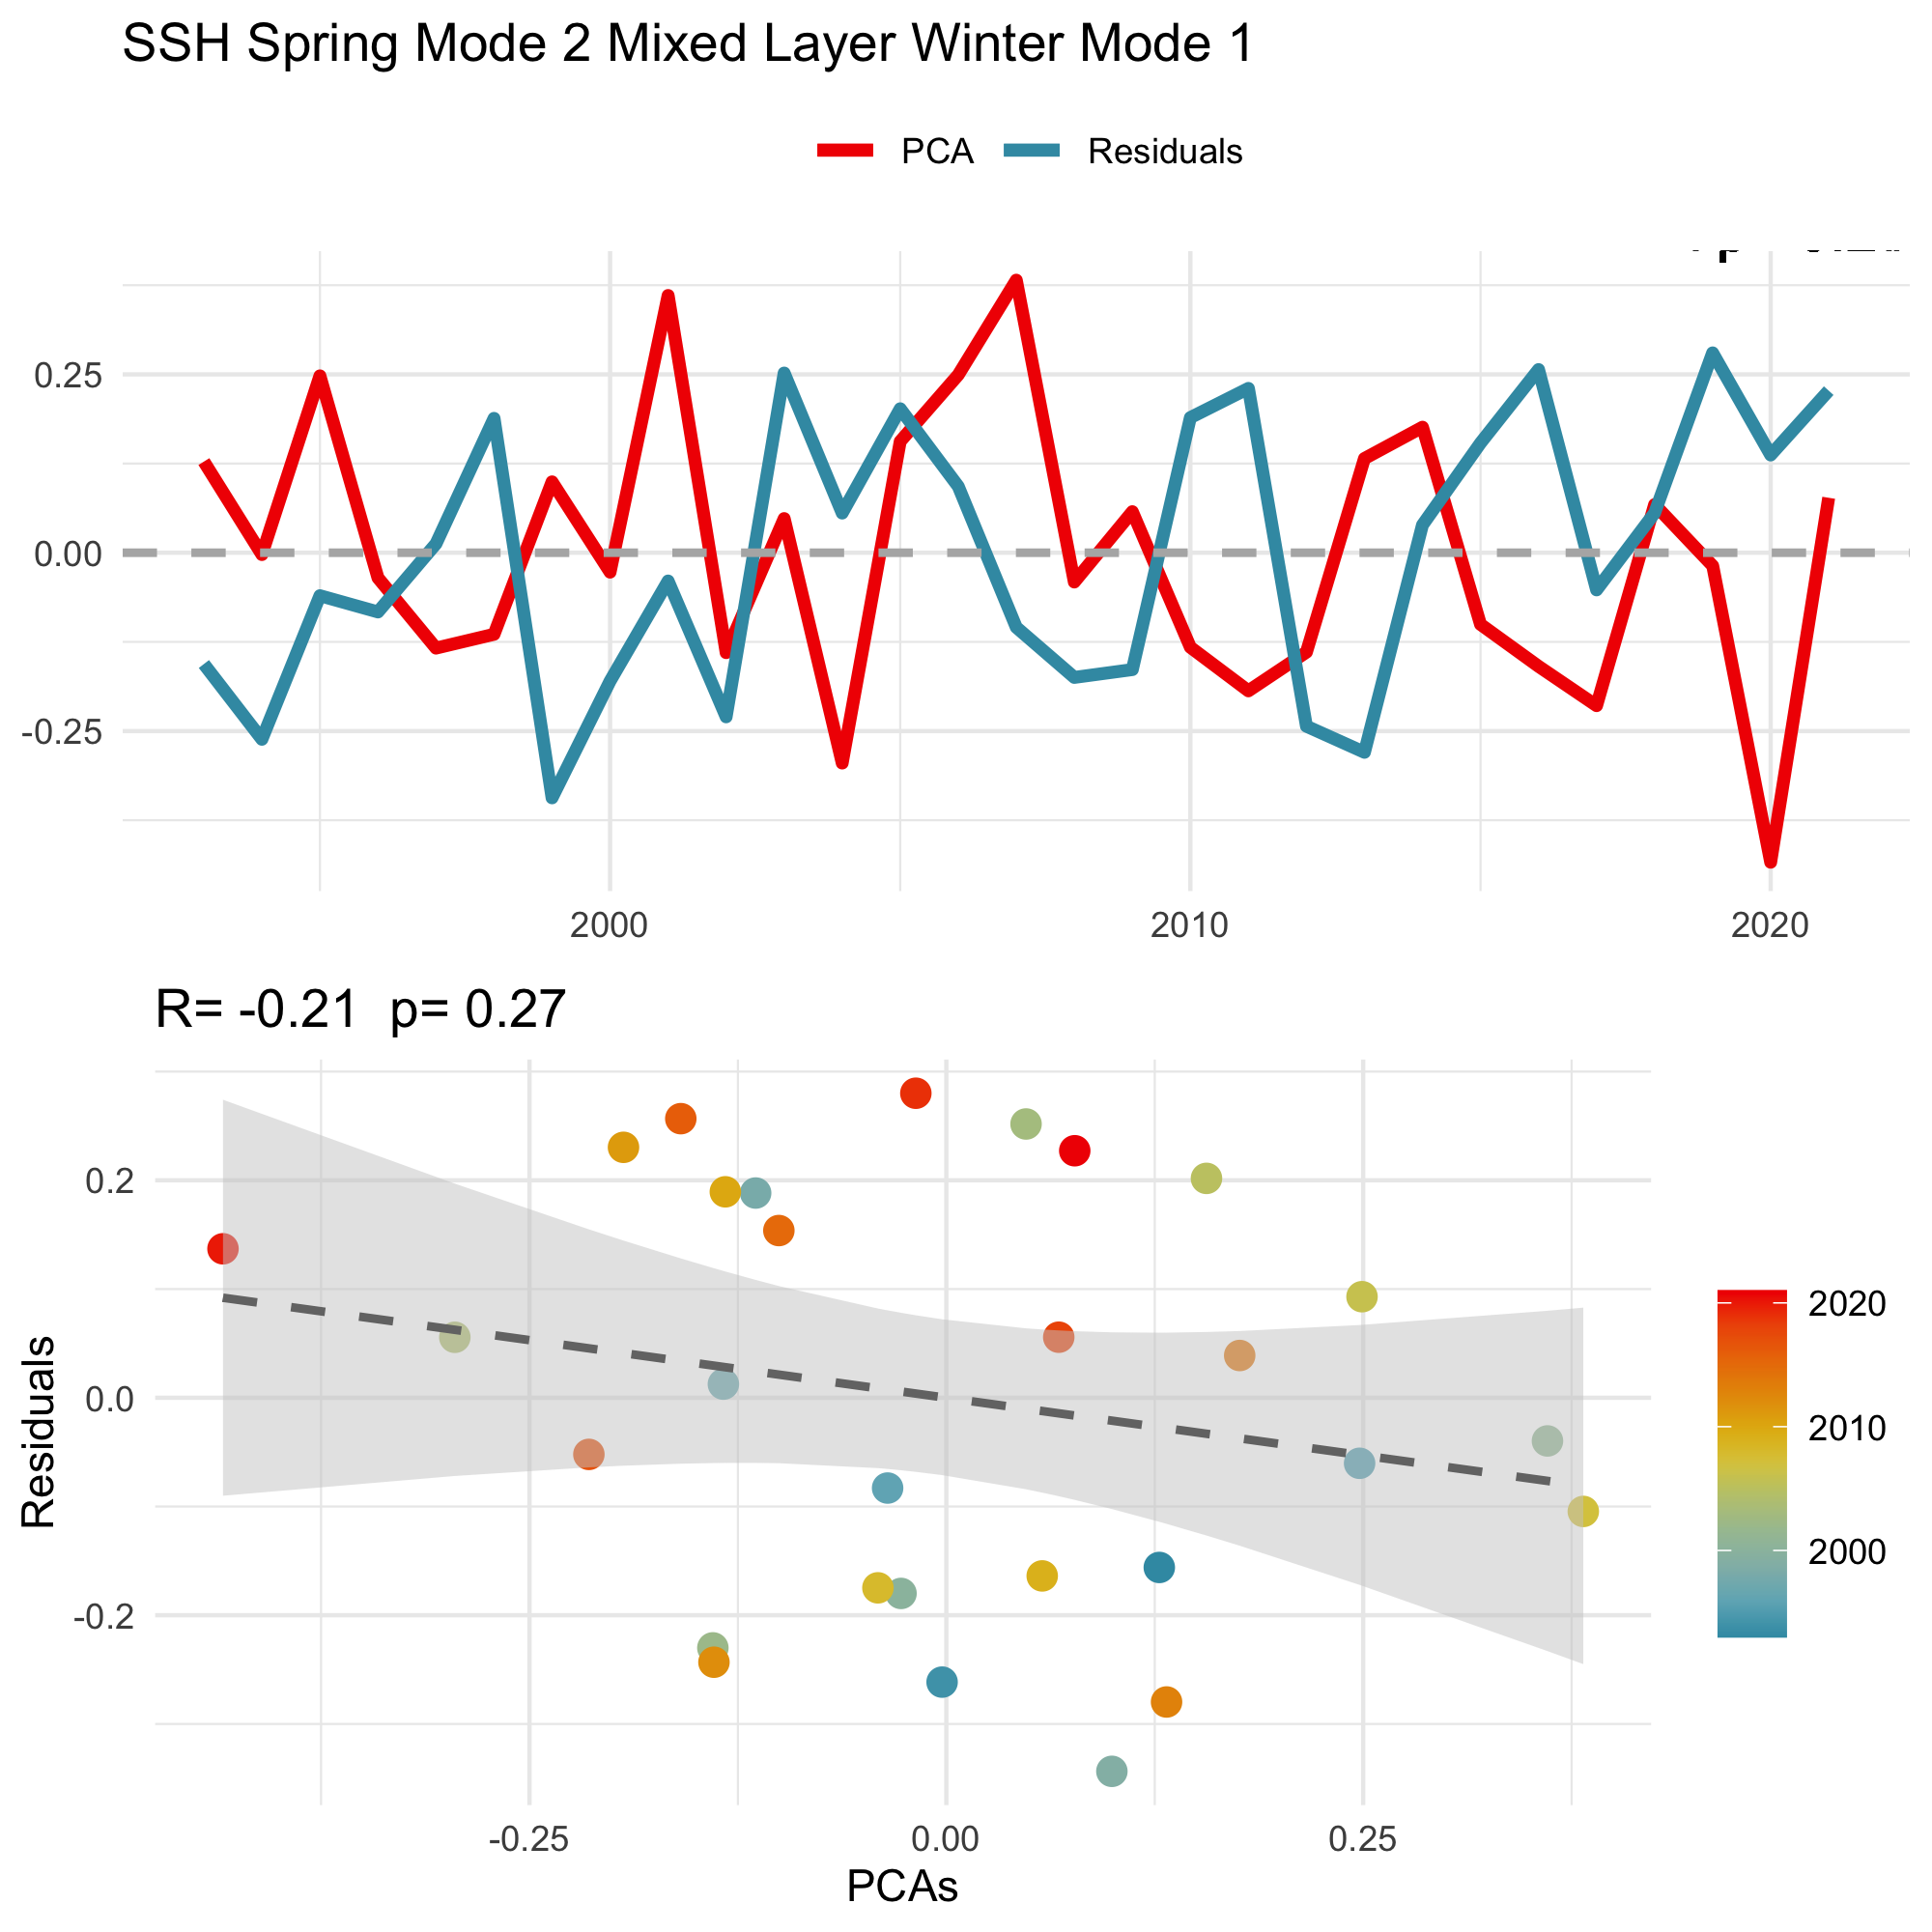 SSH Spring Mode 2 Mixed Layer Winter Mode 1
PCA Residuals
0.25
0.00
-0.25
2000 2010 2020
R= -0.21 p= 0.27
Residuals
0.2
0.0
-0.2
-0.25 0.00 0.25
PCAs
2020
2010
2000